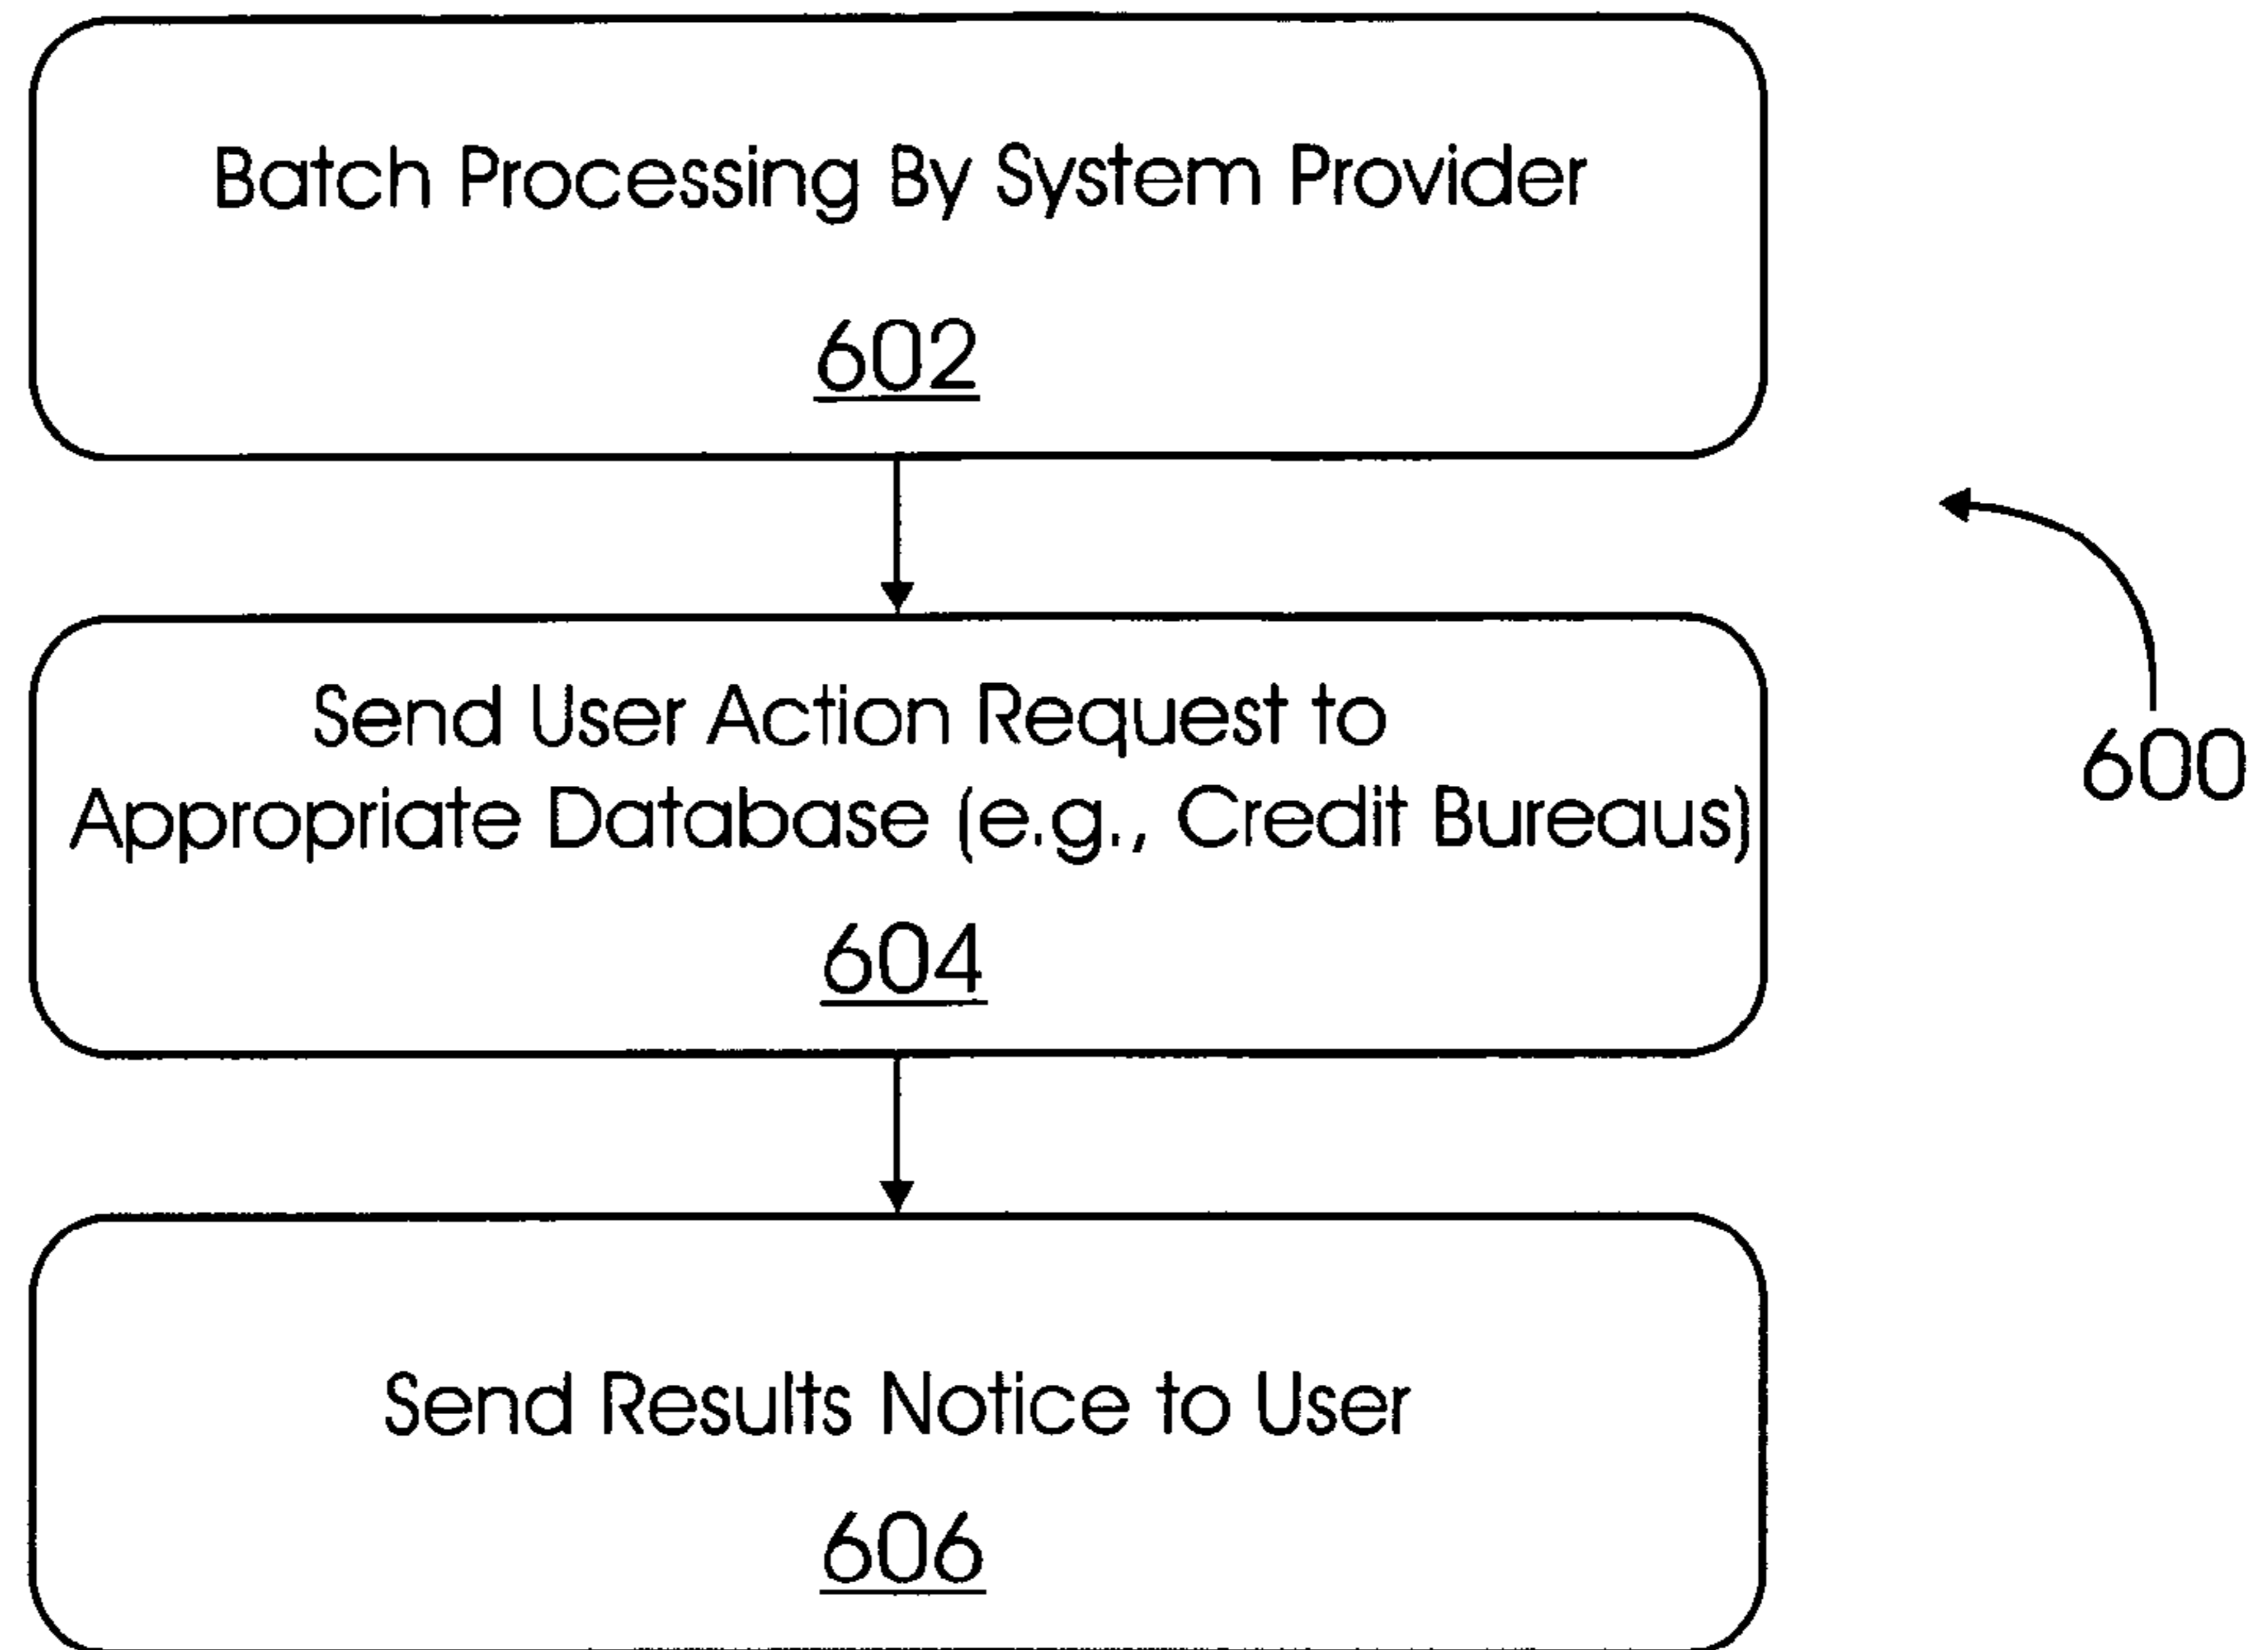 Batch Processing By System Provider
602
Send User Action Request to
Appropriate Database (e.g., Credit Bureaus)
604
600
Send Results Notice to User
606